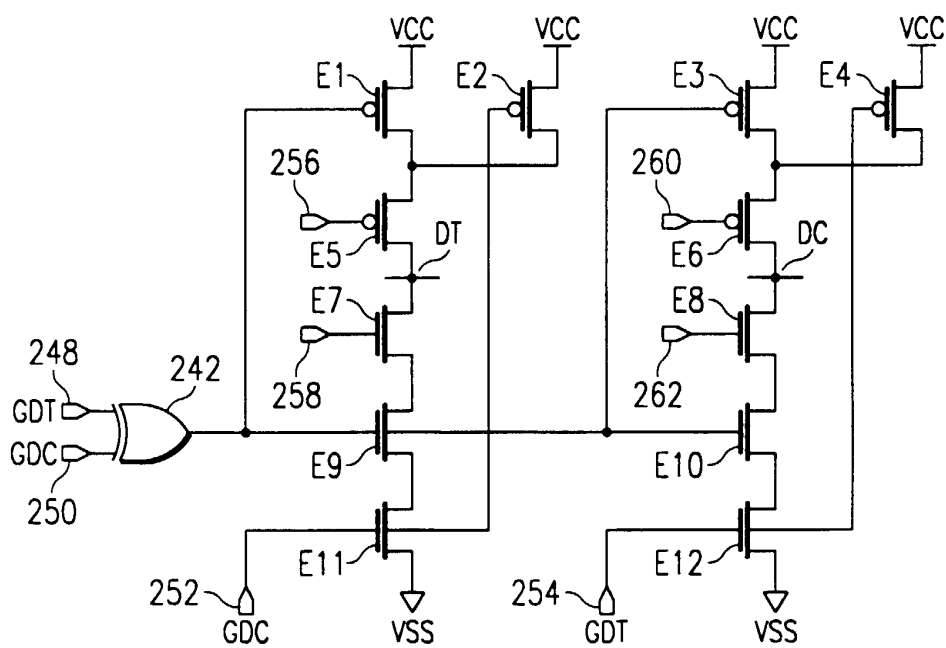 VCC VCC VCC VCC
E1 E2 E3 E4
256 260
E5 DT E6 DC
E7 E8
248 242 258 262
GDT
GDC
250 E9 E10
E11 E12
252 254
GDC VSS GDT VSS